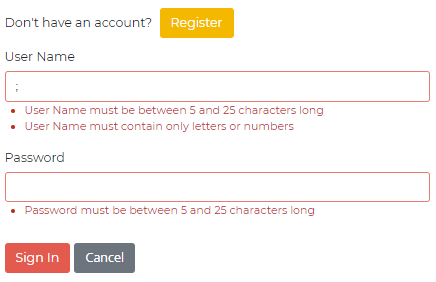 Don't have an account? Register
User Name
;
User Name must be between 5 and 25 characters long
User Name must contain only letters or numbers
Password
Password must be between 5 and 25 characters long
Sign In Cancel